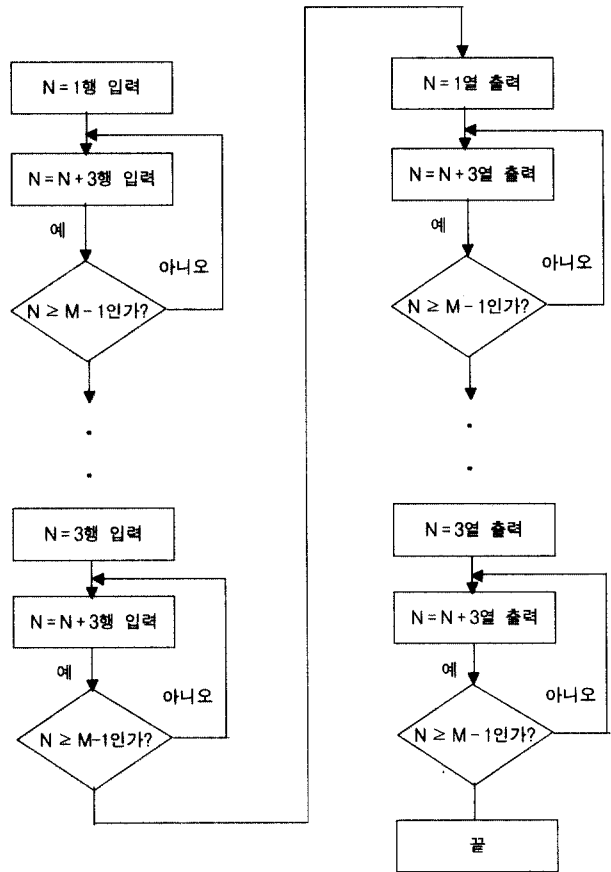 N = 1행 입력
N = N + 3행 입력
예
아니오
N ≥ M - 1인가?
N = 3행 입력
N = N + 3행 입력
예
아니오
N ≥ M-1인가?
N = 1열 출력
N = N + 3열 출력
예
아니오
N ≥ M - 1인가?
N = 3열 출력
N = N + 3열 출력
예
아니오
N ≥ M - 1인가?
끝